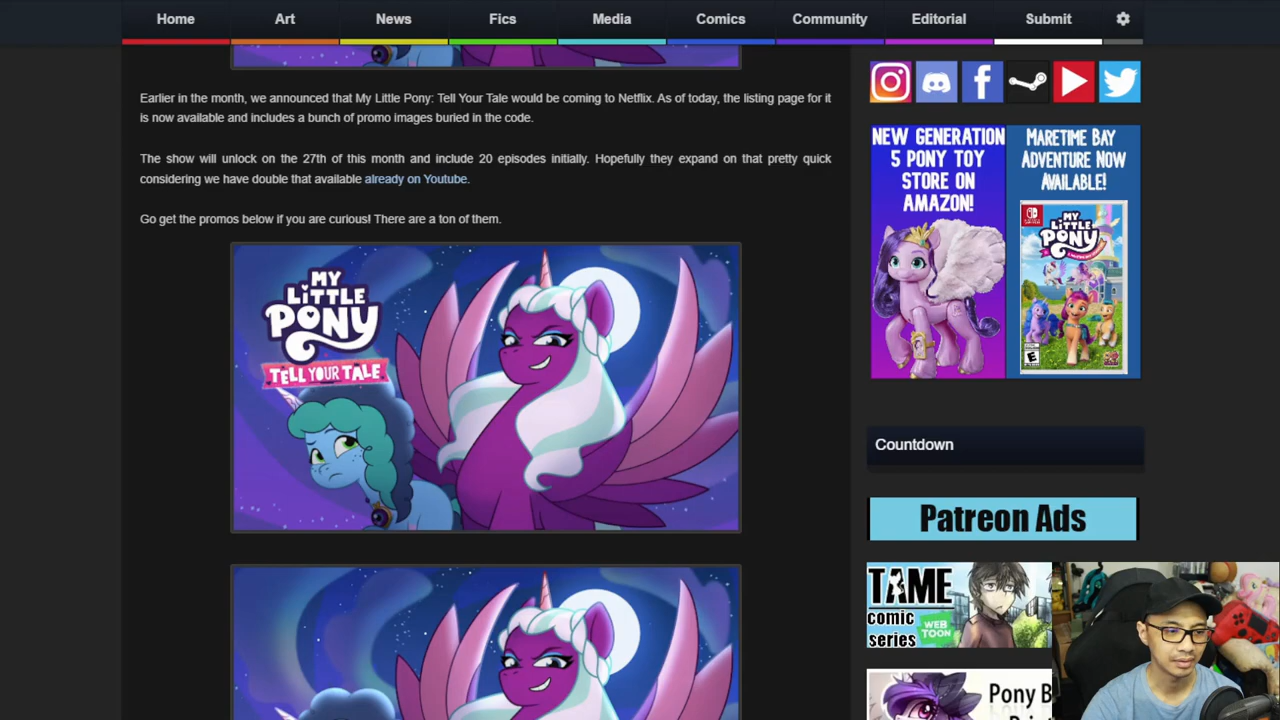 Home Art News Fics Media Comics Community Editorial Submit
Earlier in the month, we announced that My Little Pony: Tell Your Tale would be coming to Netflix. As of today, the listing page for it
is now available and includes a bunch of promo images buried in the code.
The show will unlock on the 27th of this month and include 20 episodes initially. Hopefully they expand on that pretty quick
considering we have double that available already on Youtube.
Go get the promos below if you are curious! There are a ton of them.
MY
LITTLE
PONY
TELL YOUR TALE
NEW GENERATION
5 PONY TOY
STORE ON
AMAZON!
MARETIME BAY
ADVENTURE NOW
AVAILABLE!
MY
LITTLE
PONY
E
Countdown
Patreon Ads
TAME
comic
series
WEB
TOON
Pony B